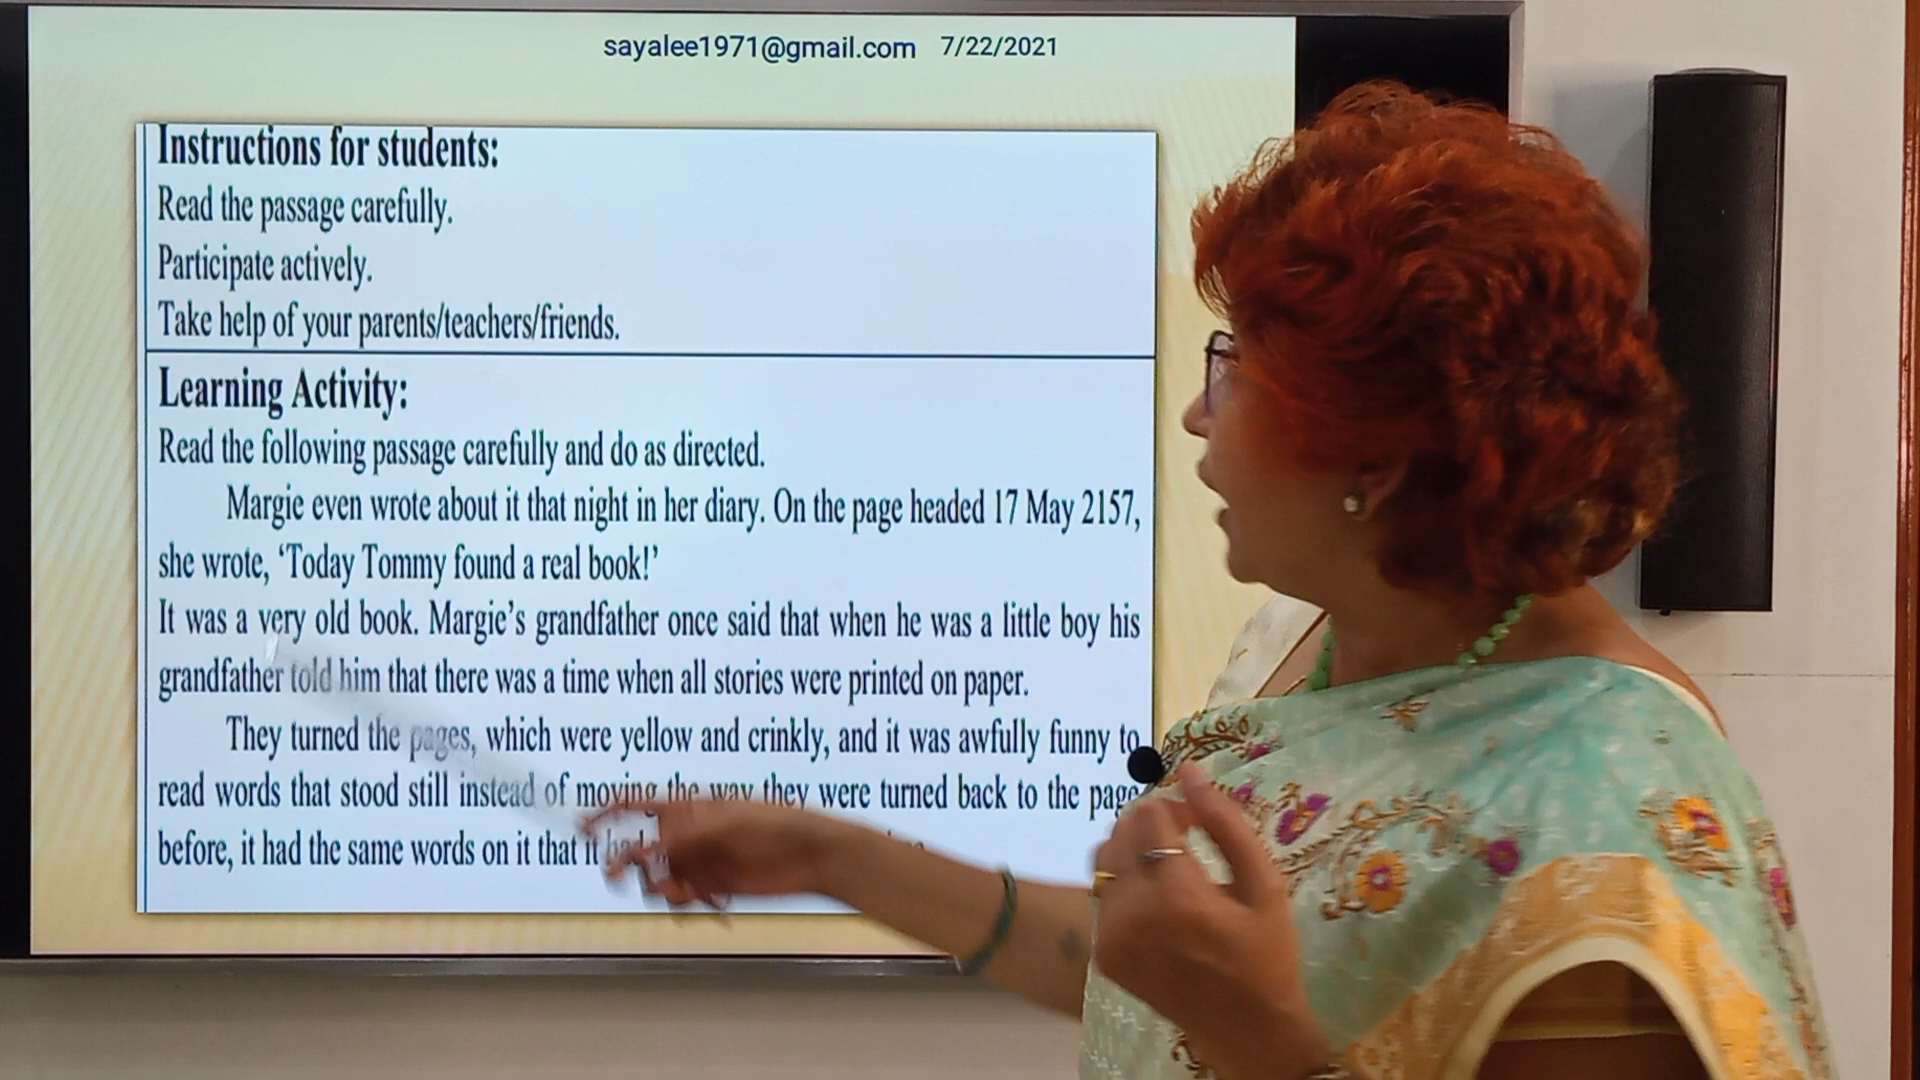 sayalee1971@gmail.com 7/22/2021
Instructions for students:
Read the passage carefully.
Participate actively.
Take help of your parents/teachers/friends.
Learning Activity:
Read the following passage carefully and do as directed.
Margie even wrote about it that night in her diary. On the page headed 17 May 2157,
she wrote, ‘Today Tommy found a real book!’
It was a very old book. Margie’s grandfather once said that when he was a little boy his
grandfather told him that there was a time when all stories were printed on paper.
They turned the pages, which were yellow and crinkly, and it was awfully funny to
read words that stood still instead of moving the way they were turned back to the page
before, it had the same words on it that it had